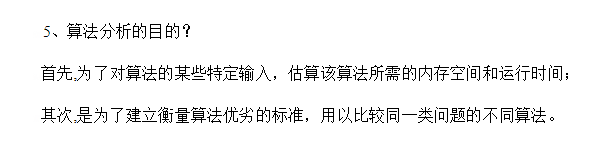 5、算法分析的目的？
首先,为了对算法的某些特定输入，估算该算法所需的内存空间和运行时间；
其次,是为了建立衡量算法优劣的标准，用以比较同一类问题的不同算法。